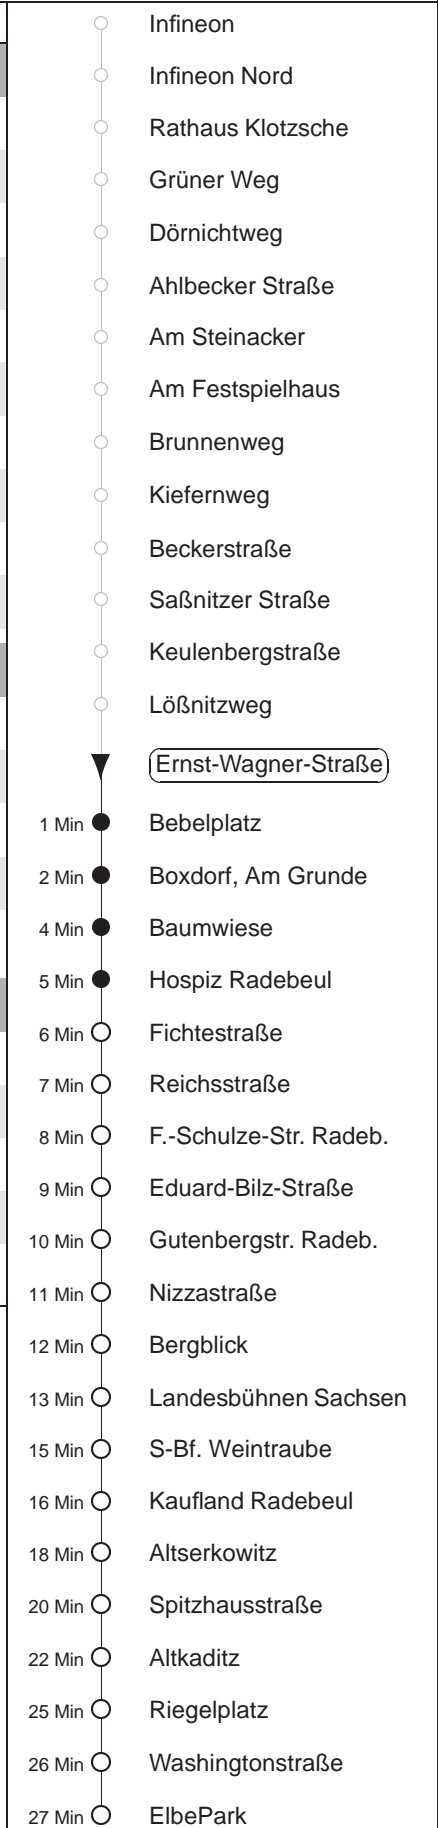 Infineon
Infineon Nord
Rathaus Klotzsche
Grüner Weg
Dörnichtweg
Ahlbecker Straße
Am Steinacker
Am Festspielhaus
Brunnenweg
Kiefernweg
Beckerstraße
Saßnitzer Straße
Keulenbergstraße
Lößnitzweg
Ernst-Wagner-Straße
1 Min Bebelplatz
2 Min Boxdorf, Am Grunde
4 Min Baumwiese
5 Min Hospiz Radebeul
6 Min Fichtestraße
7 Min Reichsstraße
8 Min F.-Schulze-Str. Radeb.
9 Min Eduard-Bilz-Straße
10 Min Gutenbergstr. Radeb.
11 Min Nizzastraße
12 Min Bergblick
13 Min Landesbühnen Sachsen
15 Min S-Bf. Weintraube
16 Min Kaufland Radebeul
18 Min Altserkowitz
20 Min Spitzhausstraße
22 Min Altkaditz
25 Min Riegelplatz
26 Min Washingtonstraße
27 Min ElbePark